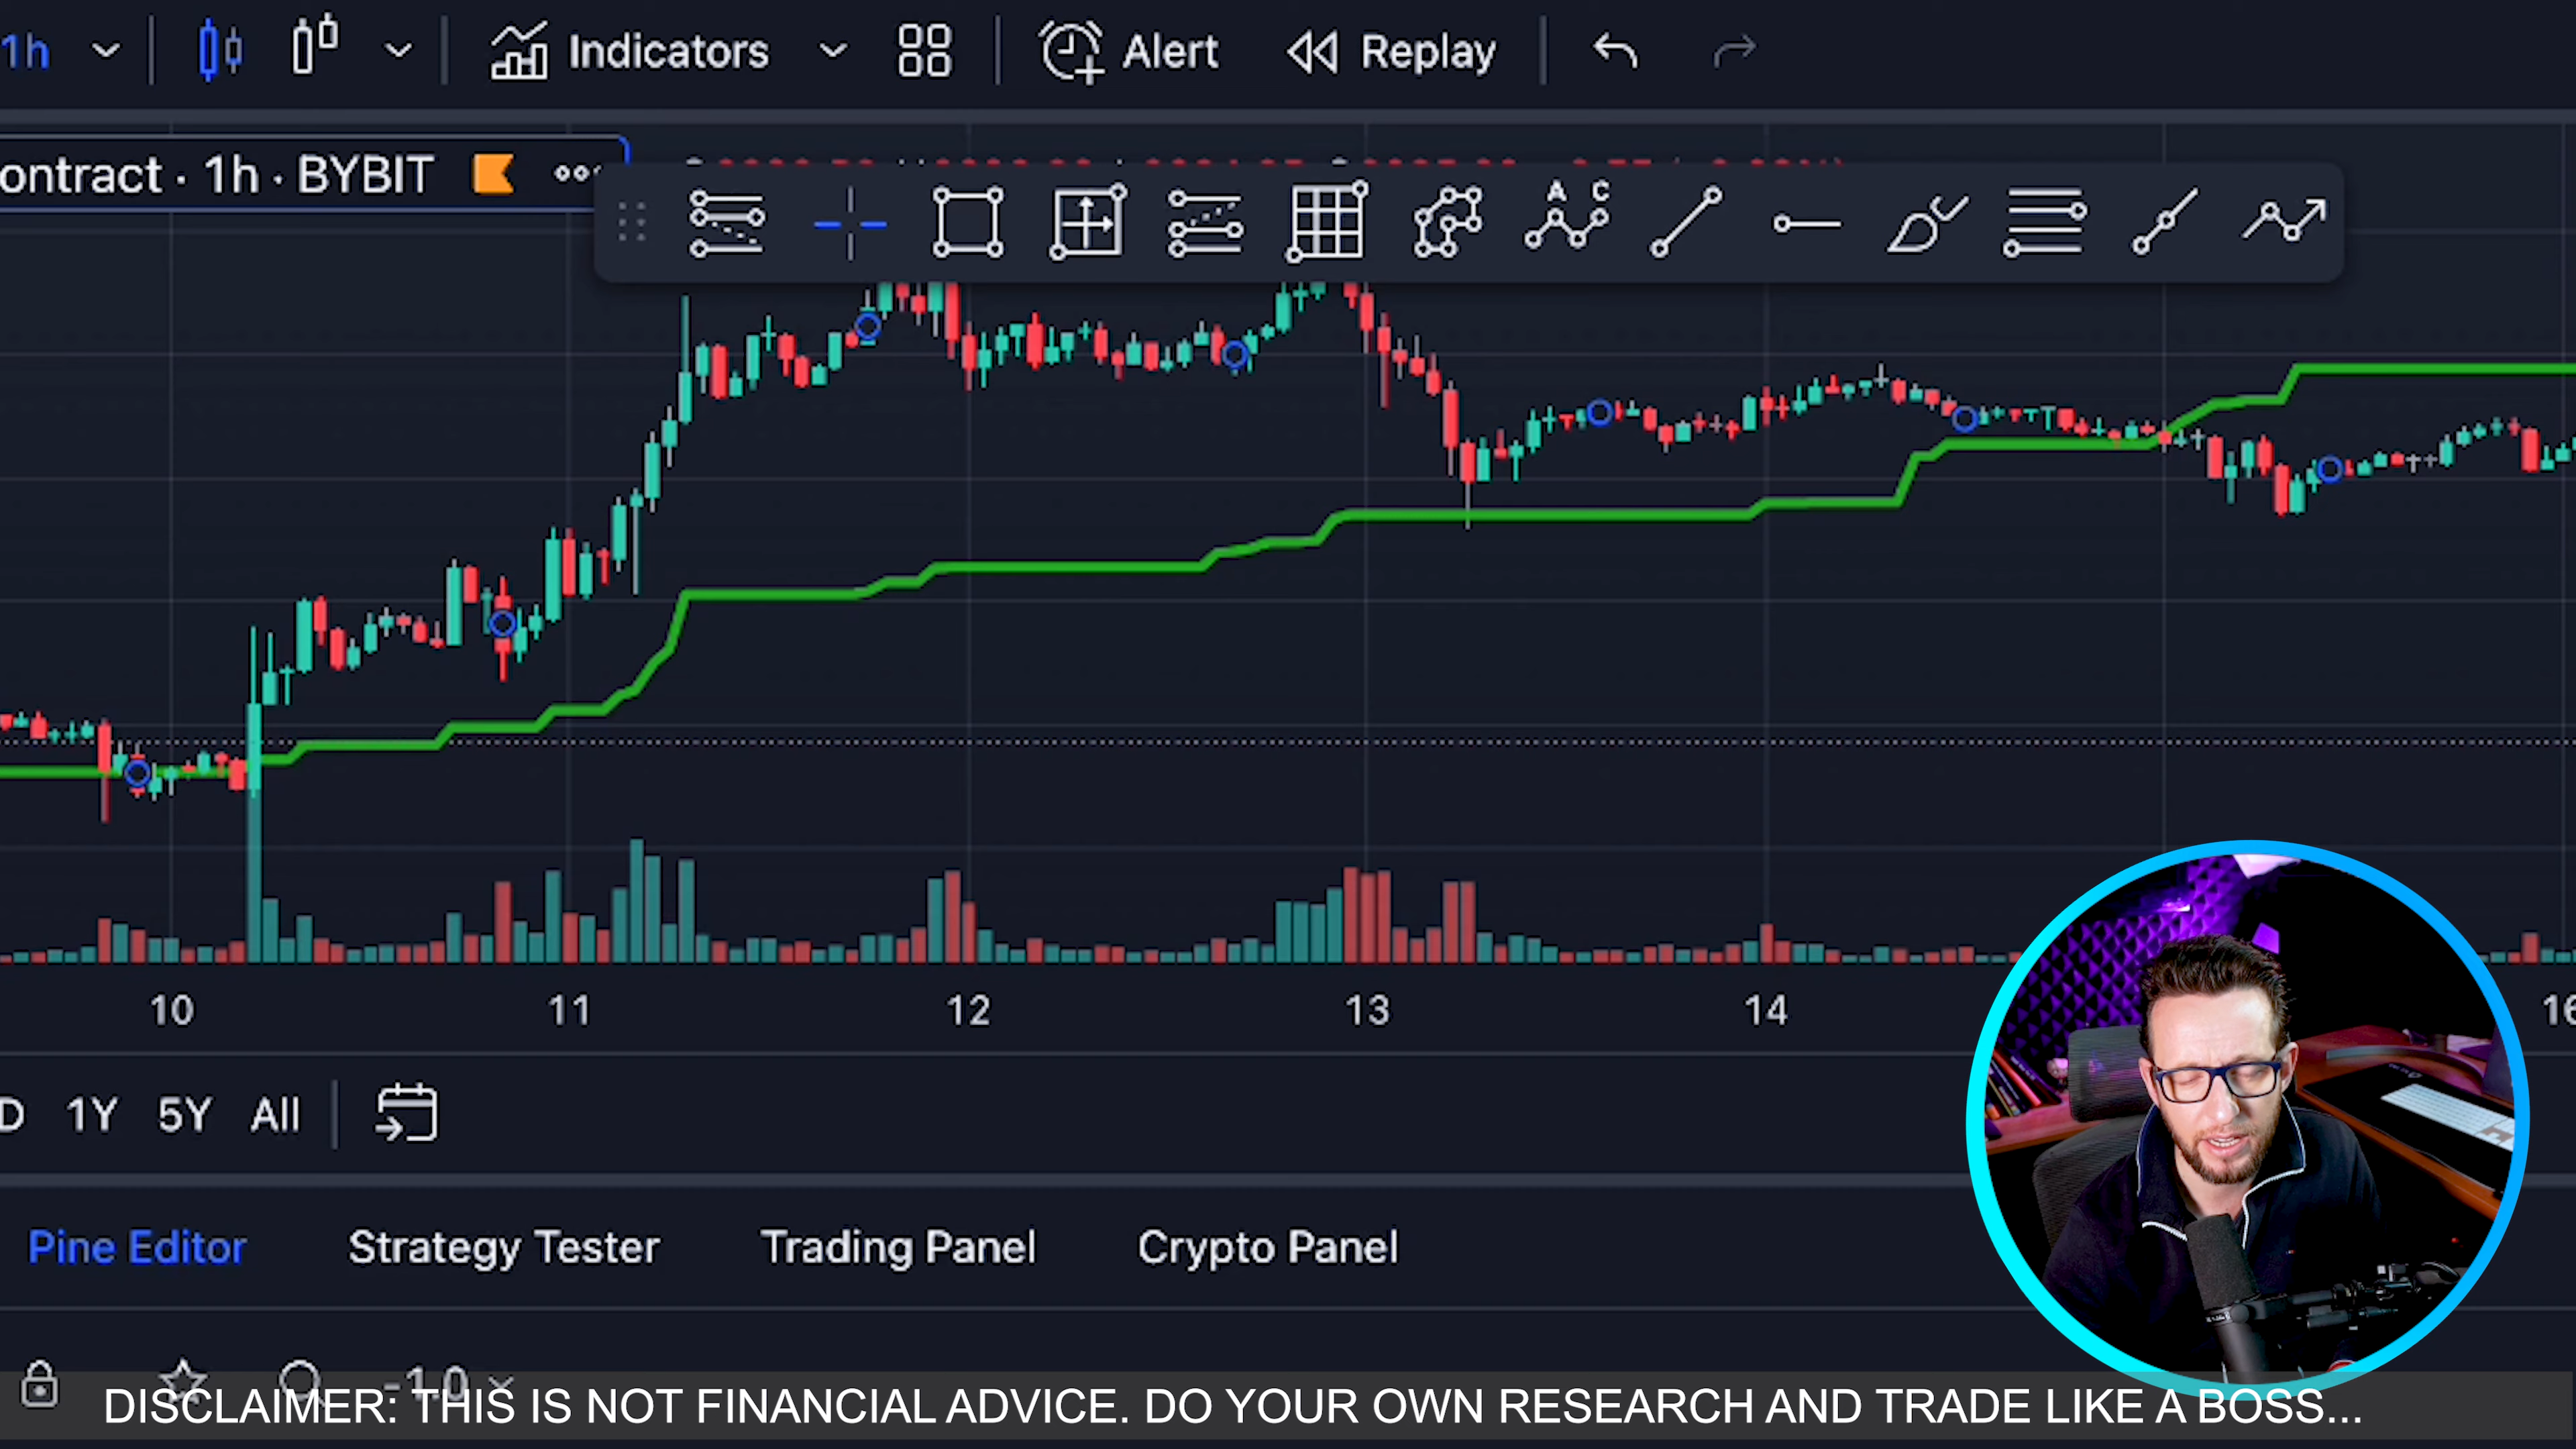 1h Indicators Alert Replay
ontract · 1h · BYBIT
A C
10 11 12 13 14 16
D 1Y 5Y All
Pine Editor Strategy Tester Trading Panel Crypto Panel
-1.0
DISCLAIMER: THIS IS NOT FINANCIAL ADVICE. DO YOUR OWN RESEARCH AND TRADE LIKE A BOSS...